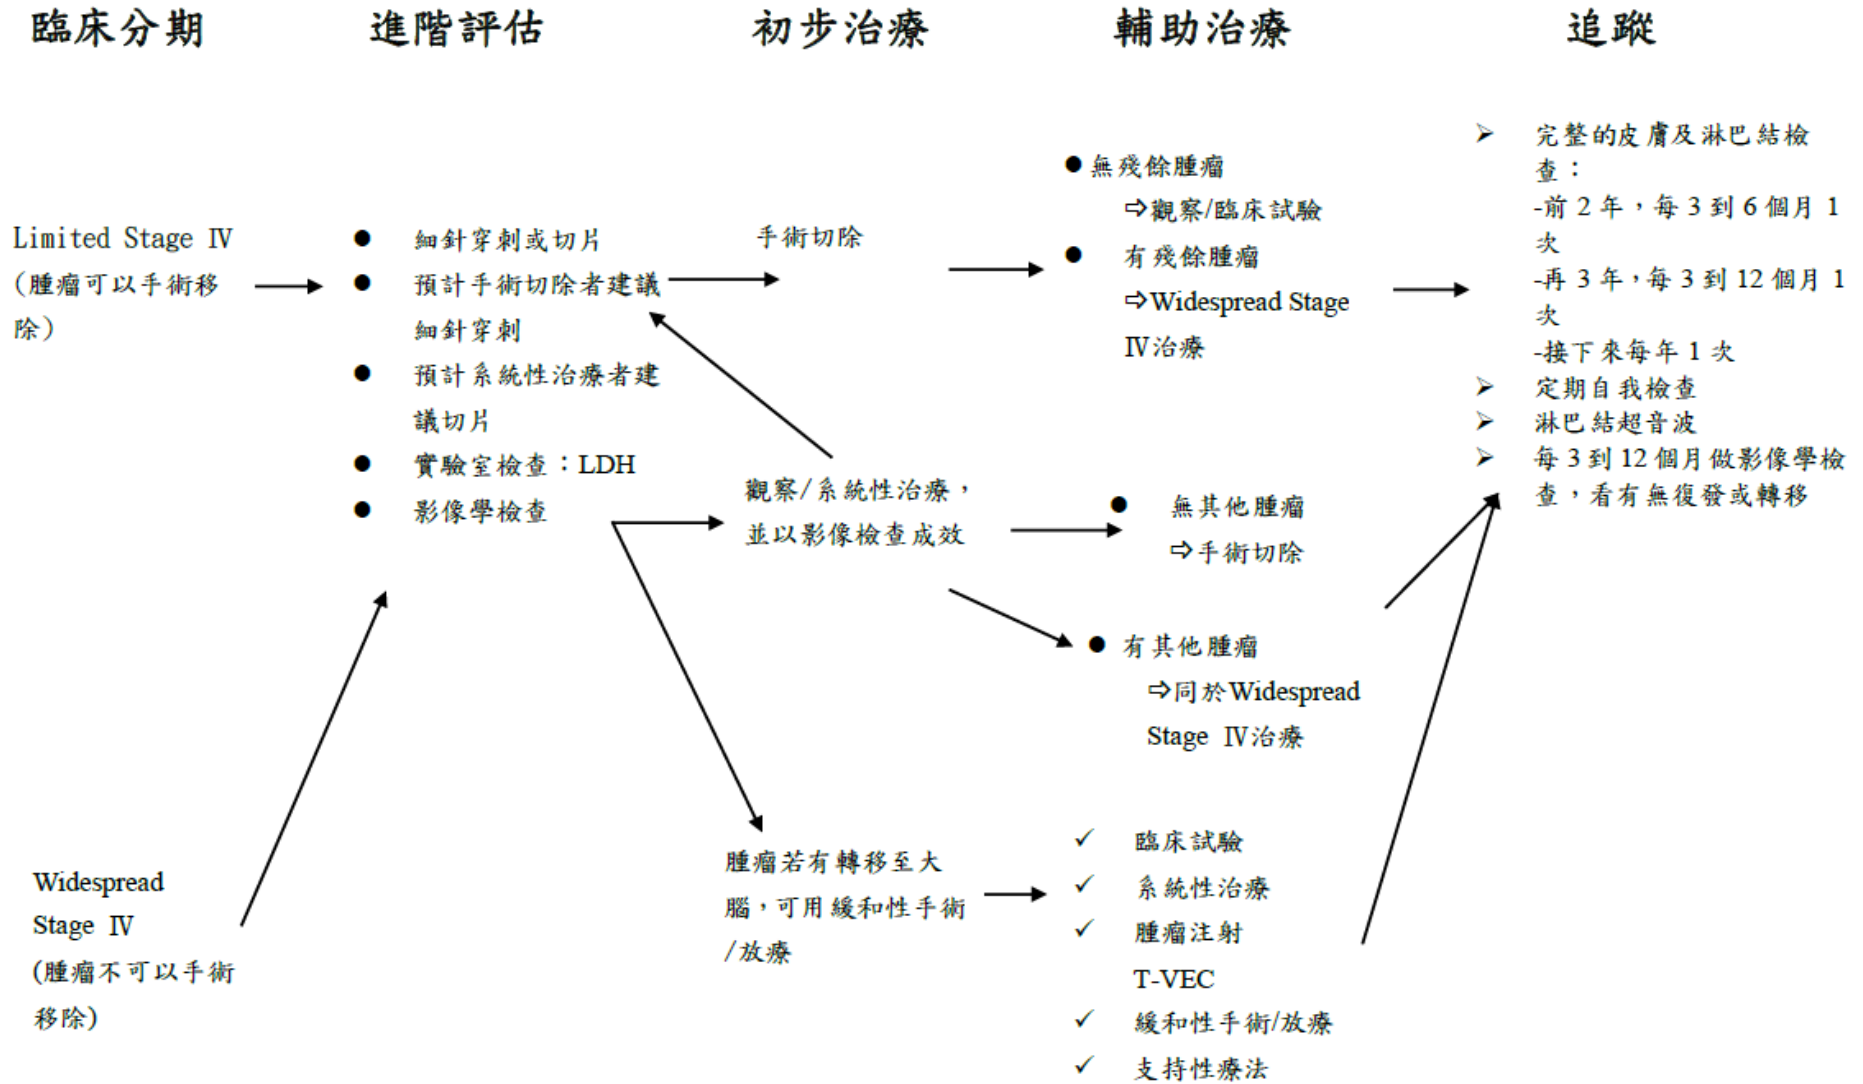 臨床分期
進階評估
初步治療
輔助治療
追蹤
Limited Stage Ⅳ
(腫瘤可以手術移
除)
Widespread
Stage Ⅳ
(腫瘤不可以手術
移除)
● 細針穿刺或切片
● 預計手術切除者建議
細針穿刺
● 預計系統性治療者建
議切片
● 實驗室檢查：LDH
● 影像學檢查
手術切除
觀察/系統性治療，
並以影像檢查成效
腫瘤若有轉移至大
腦，可用緩和性手術
/放療
● 無殘餘腫瘤
⇨觀察/臨床試驗
● 有殘餘腫瘤
⇨Widespread Stage
Ⅳ治療
● 無其他腫瘤
⇨手術切除
● 有其他腫瘤
⇨同於Widespread
Stage Ⅳ治療
✓ 臨床試驗
✓ 系統性治療
✓ 腫瘤注射
T-VEC
✓ 緩和性手術/放療
✓ 支持性療法
➢ 完整的皮膚及淋巴結檢
查：
-前 2 年，每 3 到 6 個月 1
次
-再 3 年，每 3 到 12 個月 1
次
-接下來每年 1 次
➢ 定期自我檢查
➢ 淋巴結超音波
➢ 每 3 到 12 個月做影像學檢
查，看有無復發或轉移